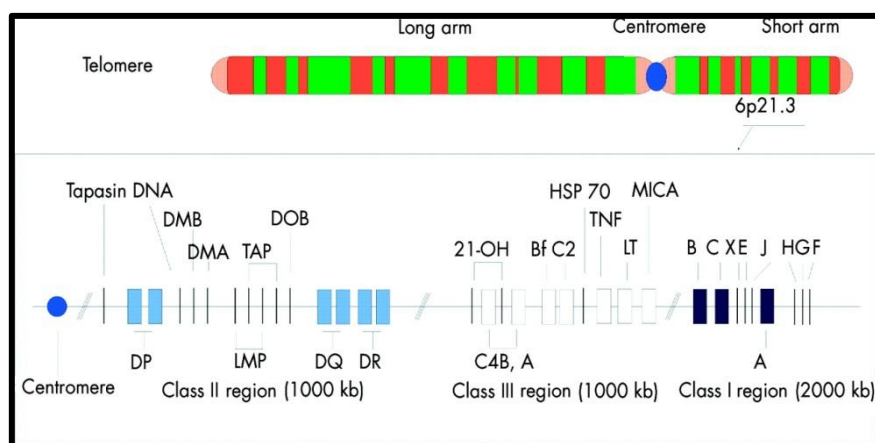 Long arm
Centromere
Short arm
Telomere
6p21.3
Tapasin DNA
HSP 70
MICA
DMB
DOB
TNF
DMA
TAP
21-OH
Bf C2
LT
B C X E J HGF
DP
LMP
DQ
DR
C4B, A
A
Centromere
Class II region (1000 kb)
Class III region (1000 kb)
Class I region (2000 kb)